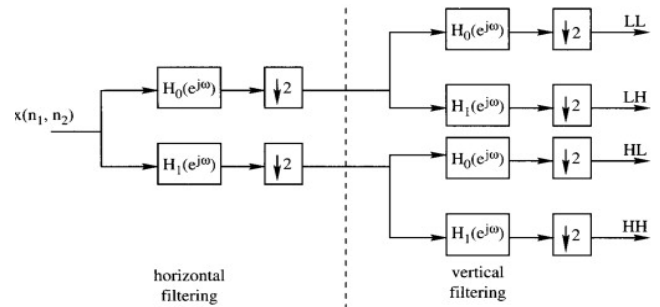 H₀(e^jω) ↓2 LL
H₀(e^jω) ↓2
x(n₁, n₂)
H₁(e^jω) ↓2 LH
H₀(e^jω) ↓2 HL
H₁(e^jω) ↓2
H₁(e^jω) ↓2 HH
horizontal
filtering
vertical
filtering